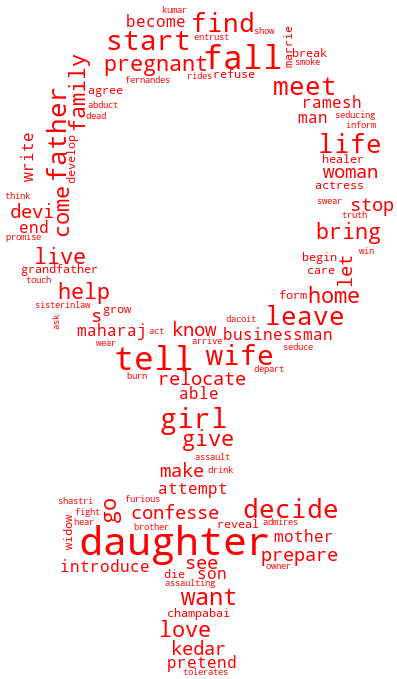 kumar
become find show
entrust
start fall marrie
break
pregnant smoke
fernandes rides refuse
family agree meet
abduct ramesh
dead man seducing
father develop inform
write life
healer
woman
think actress
come swear stop
devi truth
end bring
promise win
live begin let
grandfather care
touch help form home
sisterinlaw grow
s leave
ask maharaj act know dacoit businessman
wear arrive
tell wife seduce
burn relocate depart
able
girl
give
assault
make drink
attempt
shastri go furious decide
fight confesse admires
hear brother reveal
widow daughter mother
see prepare
introduce die son owner
assaulting
want
champabai
love
kedar
pretend
tolerates